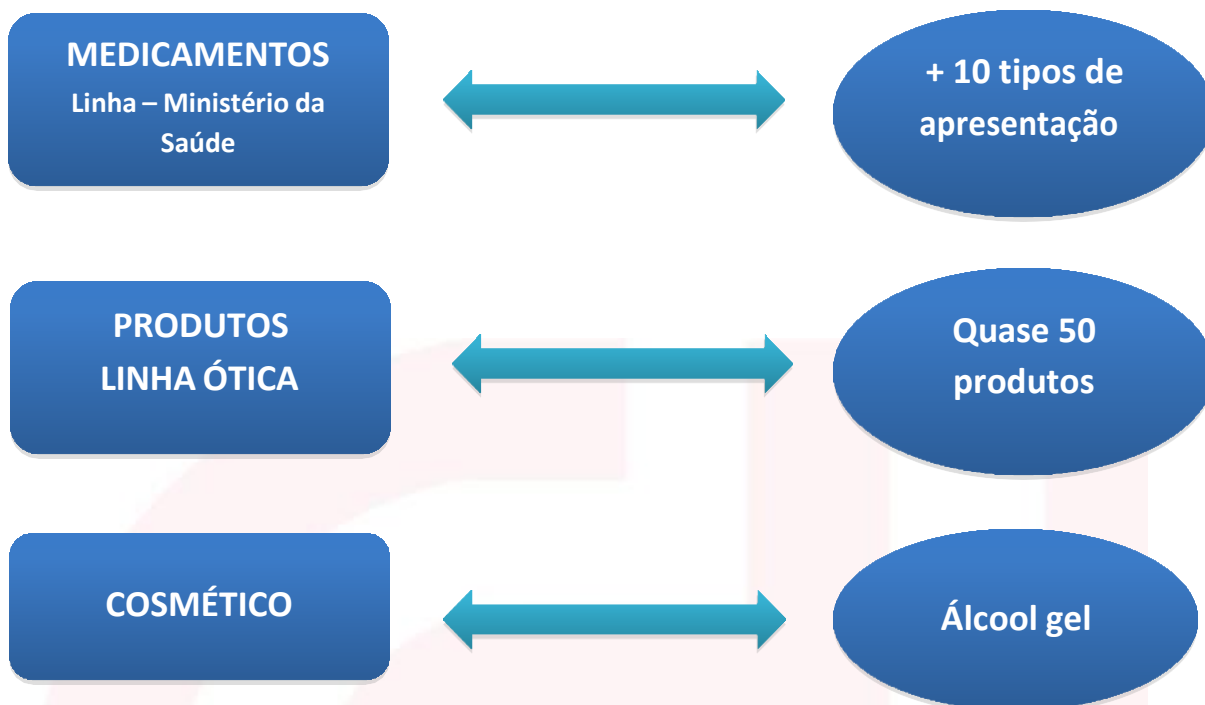 MEDICAMENTOS
Linha – Ministério da
Saúde
+ 10 tipos de
apresentação
PRODUTOS
LINHA ÓTICA
Quase 50
produtos
COSMÉTICO
Álcool gel